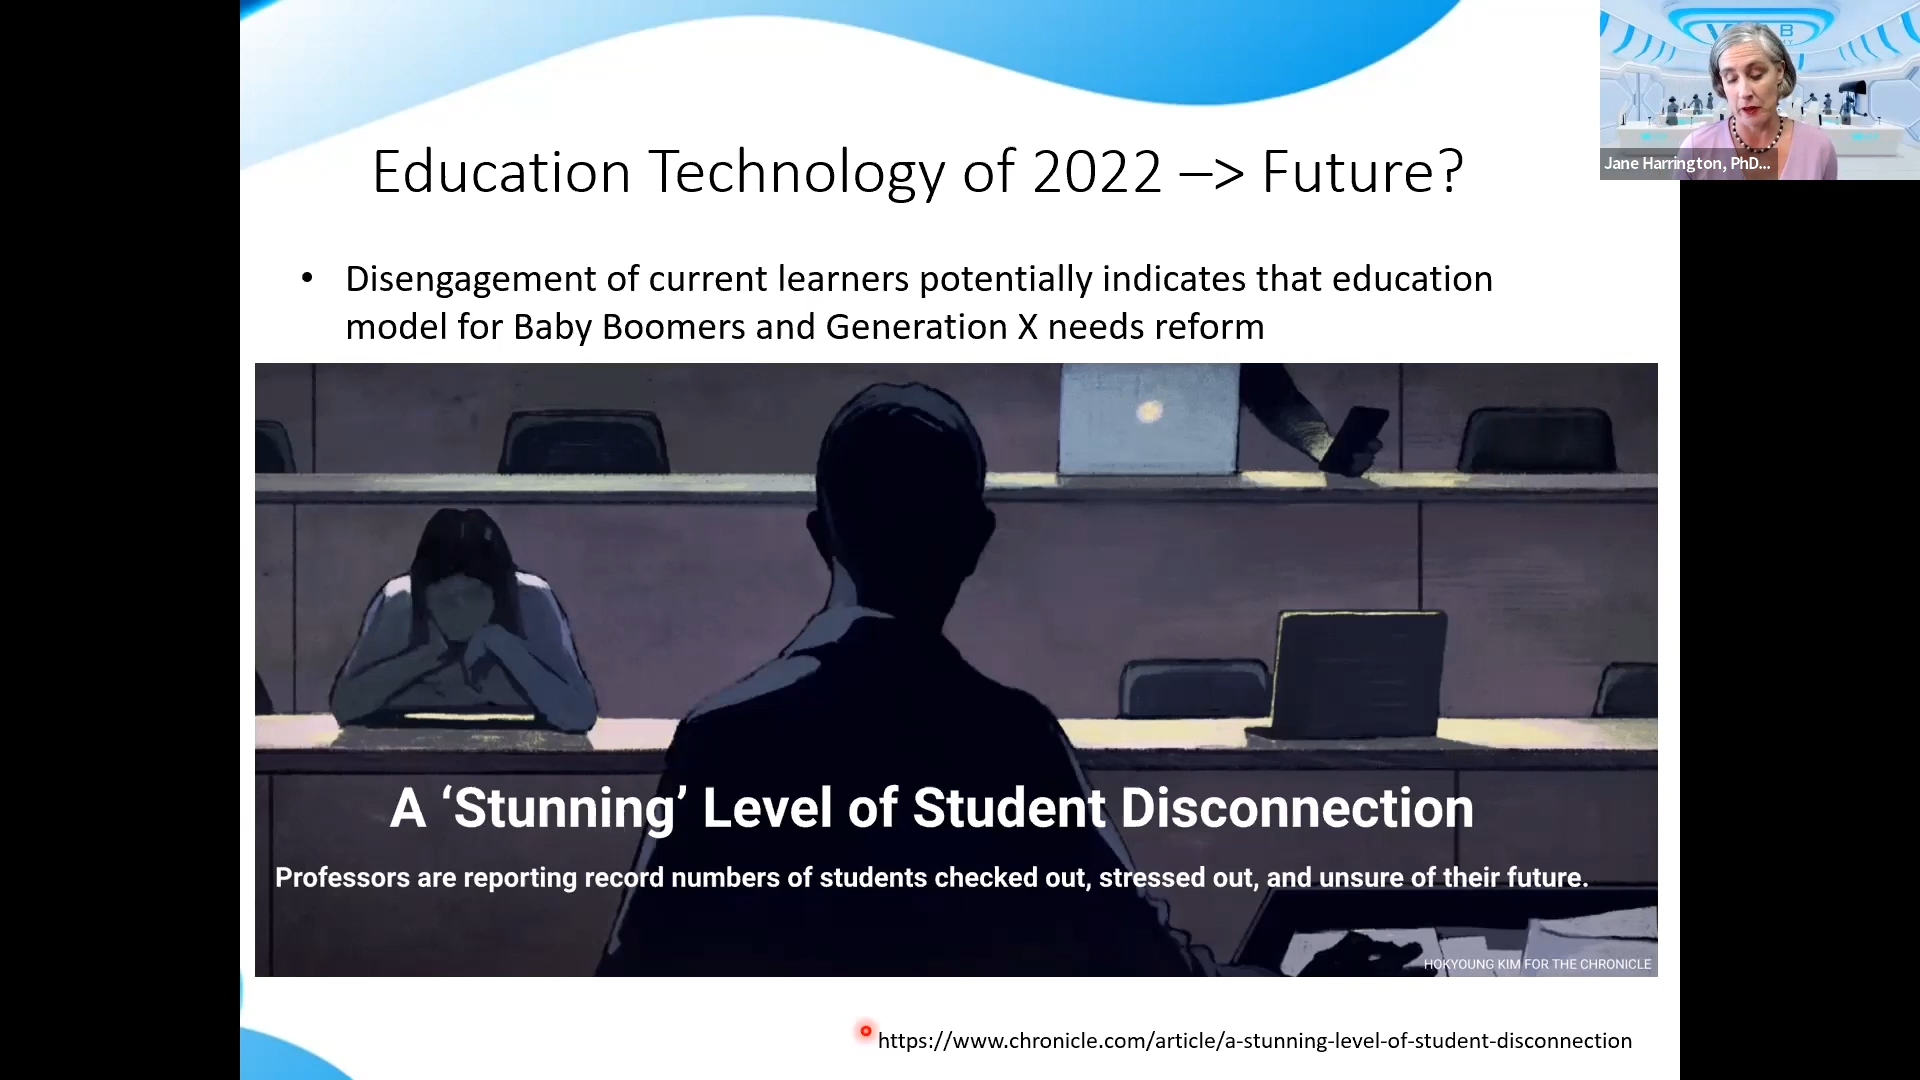 Education Technology of 2022 –> Future?
Jane Harrington, PhD...
• Disengagement of current learners potentially indicates that education
model for Baby Boomers and Generation X needs reform
A ‘Stunning’ Level of Student Disconnection
Professors are reporting record numbers of students checked out, stressed out, and unsure of their future.
HOKYOUNG KIM FOR THE CHRONICLE
https://www.chronicle.com/article/a-stunning-level-of-student-disconnection